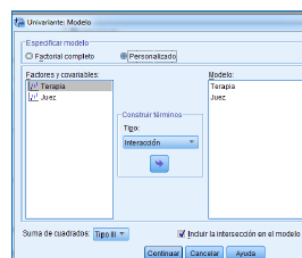 Univariante: Modelo
Especificar modelo
Factorial completo
Personalizado
Factores y covariables:
Terapia
Juez
Construir términos
Tipo:
Interacción
Modelo:
Terapia
Juez
Suma de cuadrados: Tipo III
Incluir la intersección en el modelo
Continuar Cancelar Ayuda